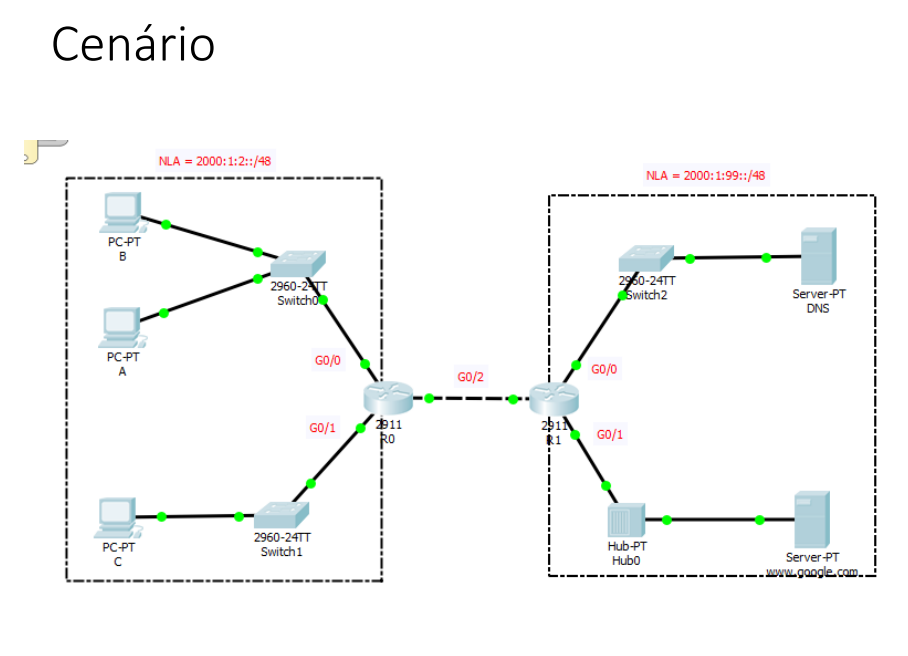 Cenário
NLA = 2000:1:2::/48
NLA = 2000:1:99::/48
PC-PT
B
2960-24TT
Switch0
2960-24TT
Switch2
Server-PT
DNS
PC-PT
A
G0/0
G0/2
G0/0
2911
R0
2911
R1
G0/1
G0/1
PC-PT
C
2960-24TT
Switch1
Hub-PT
Hub0
Server-PT
www.google.com